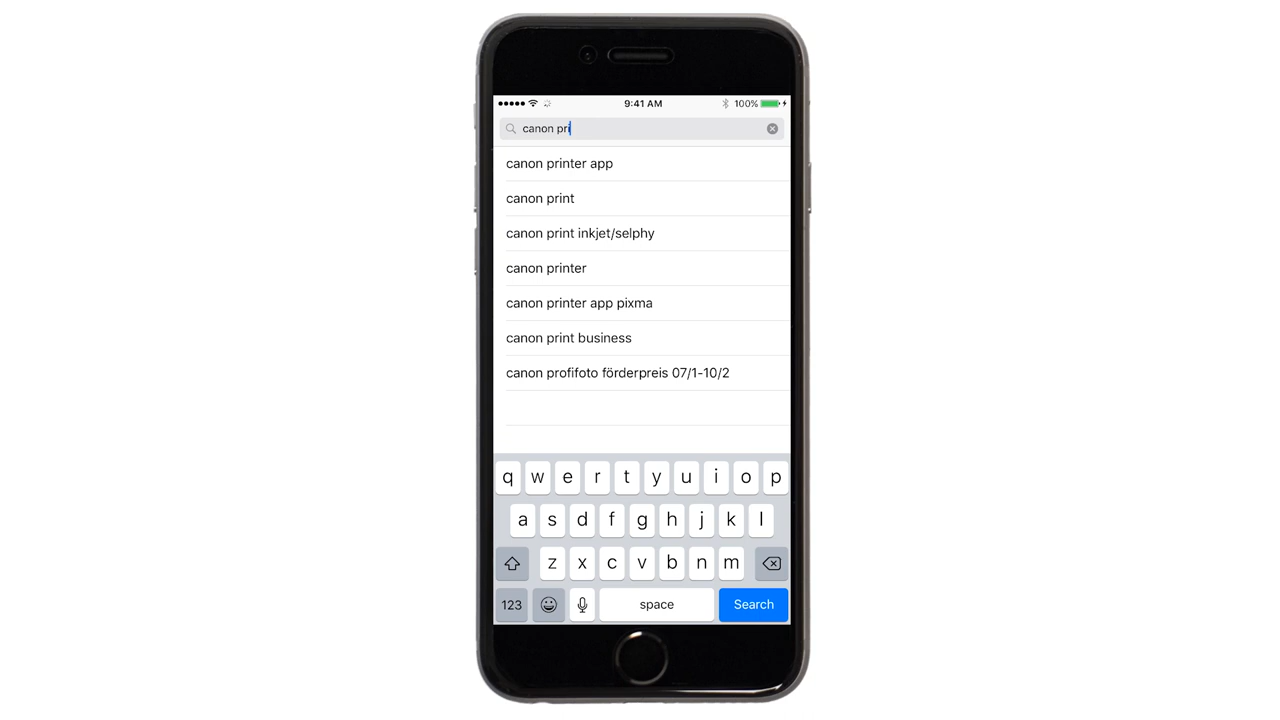 9:41 AM
100%
canon pri
canon printer app
canon print
canon print inkjet/selphy
canon printer
canon printer app pixma
canon print business
canon profifoto förderpreis 07/1-10/2
q w e r t y u i o p
a s d f g h j k l
z x c v b n m
123 space Search